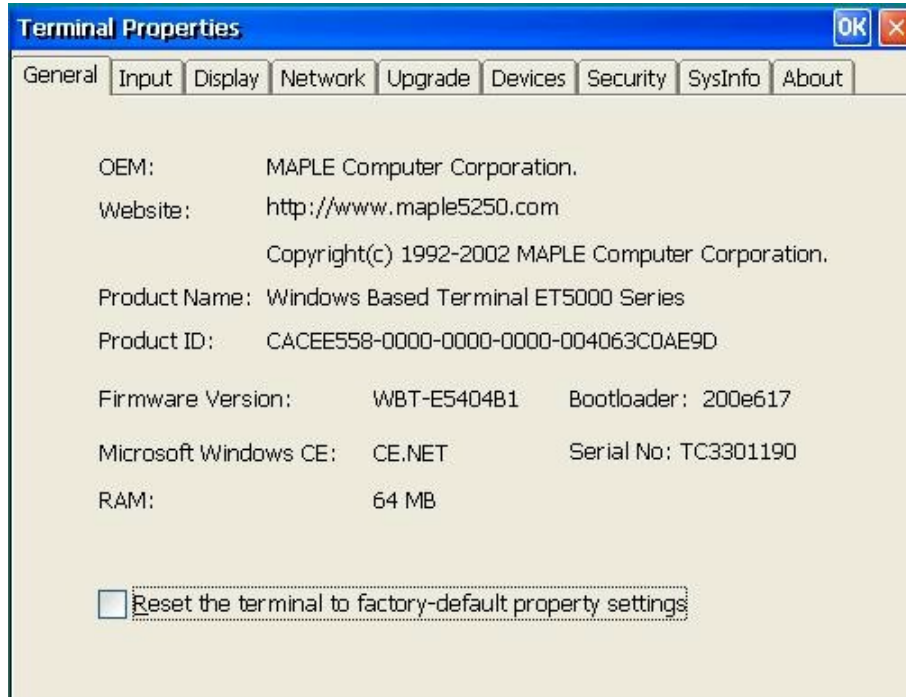 Terminal Properties OK
General Input Display Network Upgrade Devices Security SysInfo About
OEM: MAPLE Computer Corporation.
Website: http://www.maple5250.com
Copyright(c) 1992-2002 MAPLE Computer Corporation.
Product Name: Windows Based Terminal ET5000 Series
Product ID: CACEE558-0000-0000-0000-004063C0AE9D
Firmware Version: WBT-E5404B1 Bootloader: 200e617
Microsoft Windows CE: CE.NET Serial No: TC3301190
RAM: 64 MB
Reset the terminal to factory-default property settings